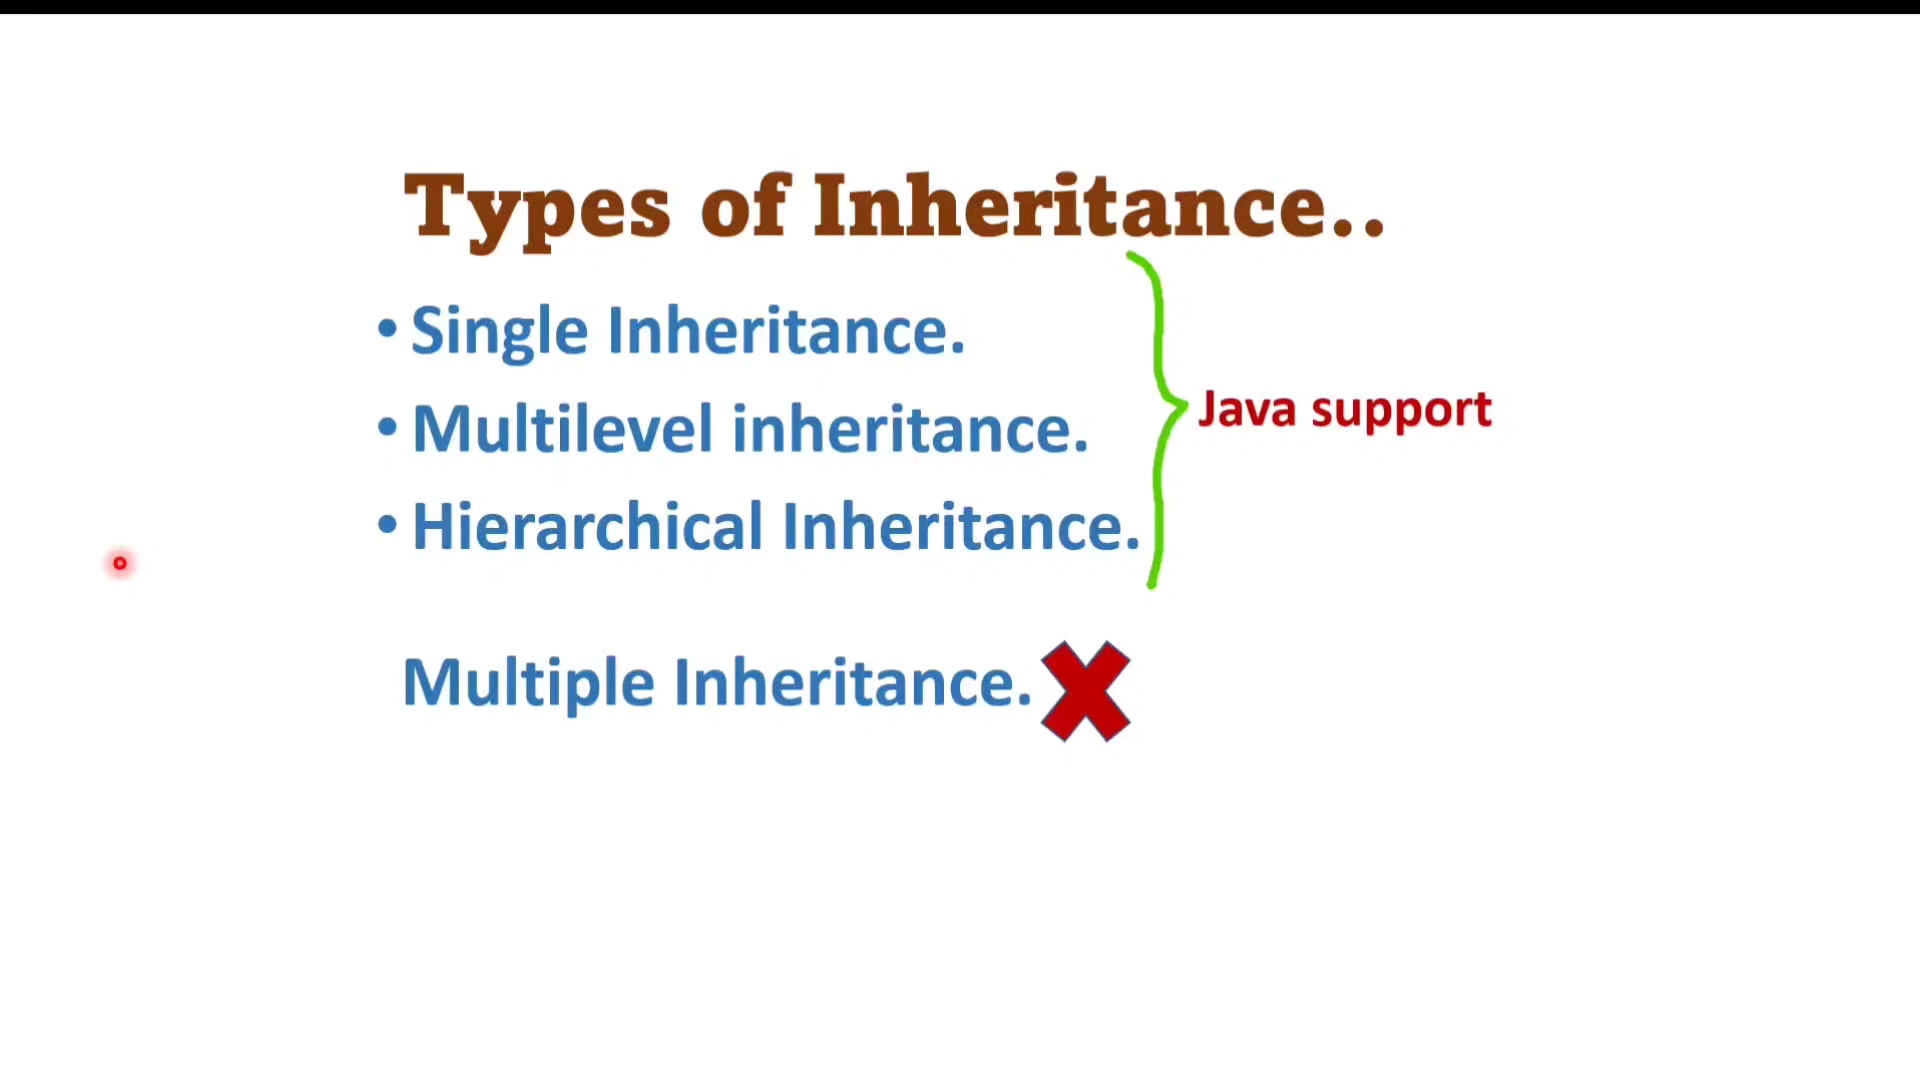 Types of Inheritance..
• Single Inheritance.
• Multilevel inheritance.
• Hierarchical Inheritance.
Java support
Multiple Inheritance.